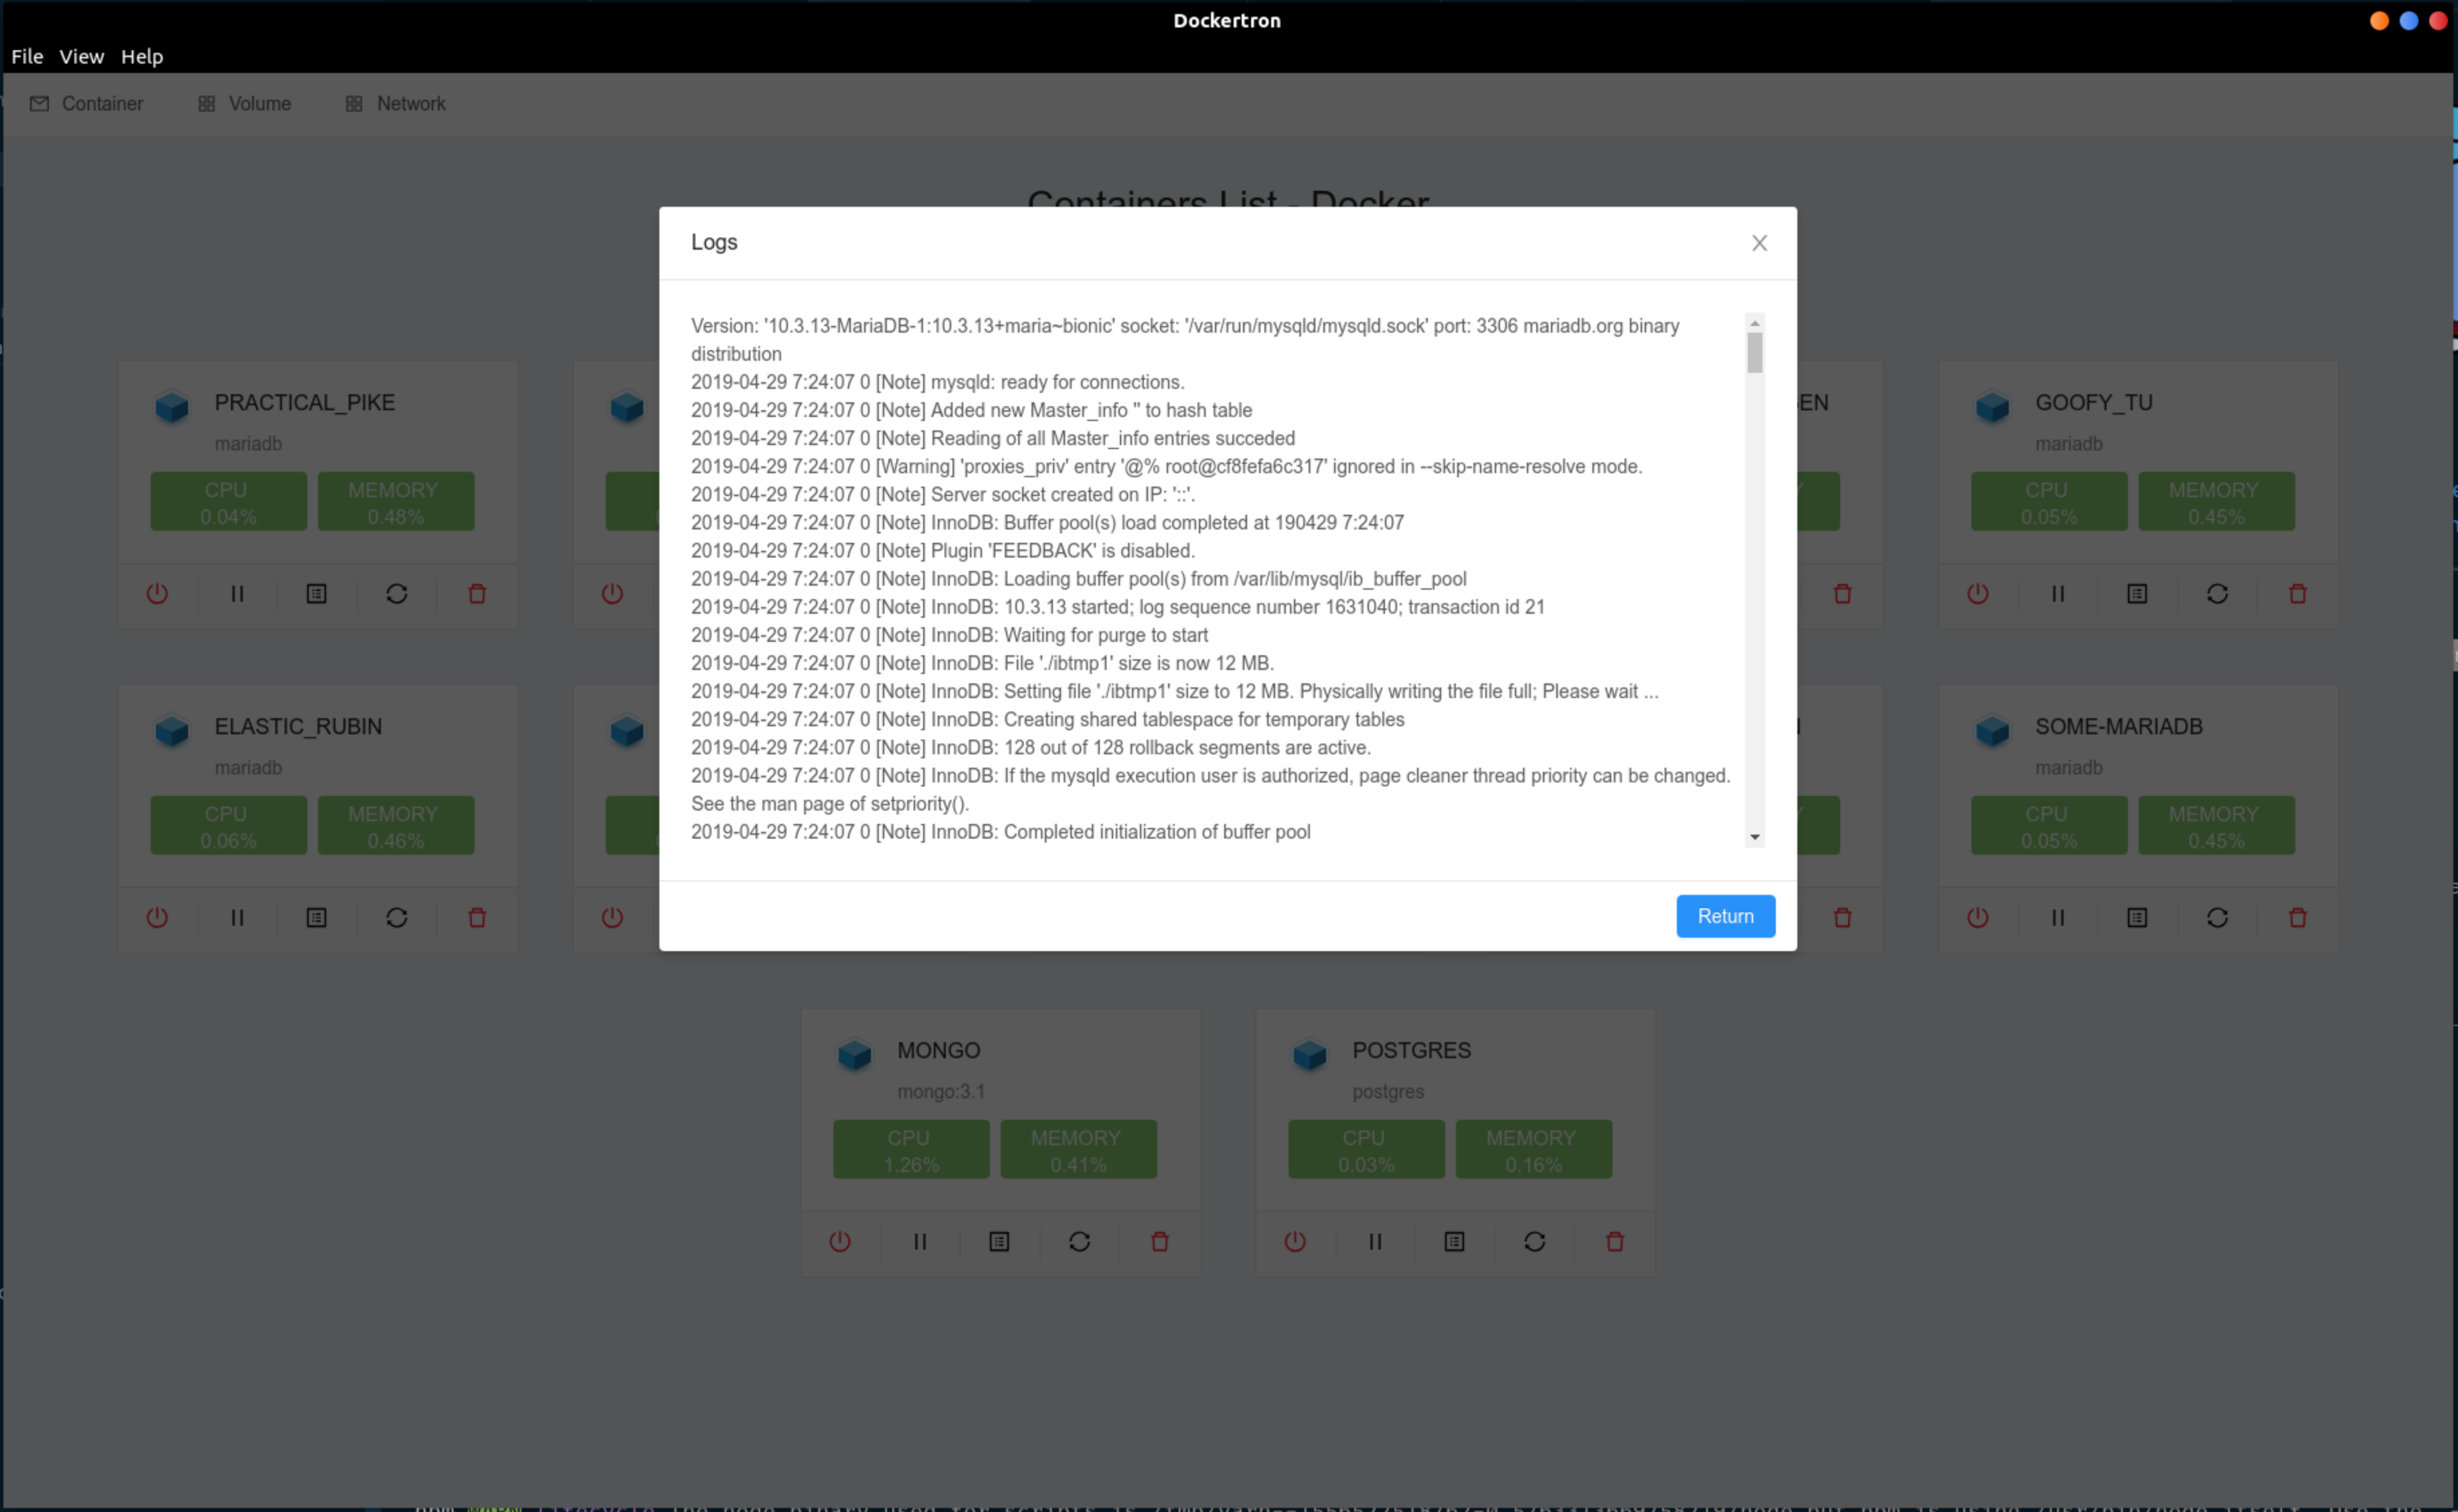 Dockertron
File View Help
Container Volume Network
Containers List - Docker
Logs
Version: '10.3.13-MariaDB-1:10.3.13+maria~bionic' socket: '/var/run/mysqld/mysqld.sock' port: 3306 mariadb.org binary
distribution
2019-04-29 7:24:07 0 [Note] mysqld: ready for connections.
2019-04-29 7:24:07 0 [Note] Added new Master_info '' to hash table
2019-04-29 7:24:07 0 [Note] Reading of all Master_info entries succeded
2019-04-29 7:24:07 0 [Warning] 'proxies_priv' entry '@% root@cf8fefa6c317' ignored in --skip-name-resolve mode.
2019-04-29 7:24:07 0 [Note] Server socket created on IP: '::'.
2019-04-29 7:24:07 0 [Note] InnoDB: Buffer pool(s) load completed at 190429 7:24:07
2019-04-29 7:24:07 0 [Note] Plugin 'FEEDBACK' is disabled.
2019-04-29 7:24:07 0 [Note] InnoDB: Loading buffer pool(s) from /var/lib/mysql/ib_buffer_pool
2019-04-29 7:24:07 0 [Note] InnoDB: 10.3.13 started; log sequence number 1631040; transaction id 21
2019-04-29 7:24:07 0 [Note] InnoDB: Waiting for purge to start
2019-04-29 7:24:07 0 [Note] InnoDB: File './ibtmp1' size is now 12 MB.
2019-04-29 7:24:07 0 [Note] InnoDB: Setting file './ibtmp1' size to 12 MB. Physically writing the file full; Please wait ...
2019-04-29 7:24:07 0 [Note] InnoDB: Creating shared tablespace for temporary tables
2019-04-29 7:24:07 0 [Note] InnoDB: 128 out of 128 rollback segments are active.
2019-04-29 7:24:07 0 [Note] InnoDB: If the mysqld execution user is authorized, page cleaner thread priority can be changed.
See the man page of setpriority().
2019-04-29 7:24:07 0 [Note] InnoDB: Completed initialization of buffer pool
Return
PRACTICAL_PIKE
mariadb
CPU
0.04%
MEMORY
0.48%
EN
GOOFY_TU
mariadb
CPU
0.05%
MEMORY
0.45%
ELASTIC_RUBIN
mariadb
CPU
0.06%
MEMORY
0.46%
SOME-MARIADB
mariadb
CPU
0.05%
MEMORY
0.45%
MONGO
mongo:3.1
CPU
1.26%
MEMORY
0.41%
POSTGRES
postgres
CPU
0.03%
MEMORY
0.16%